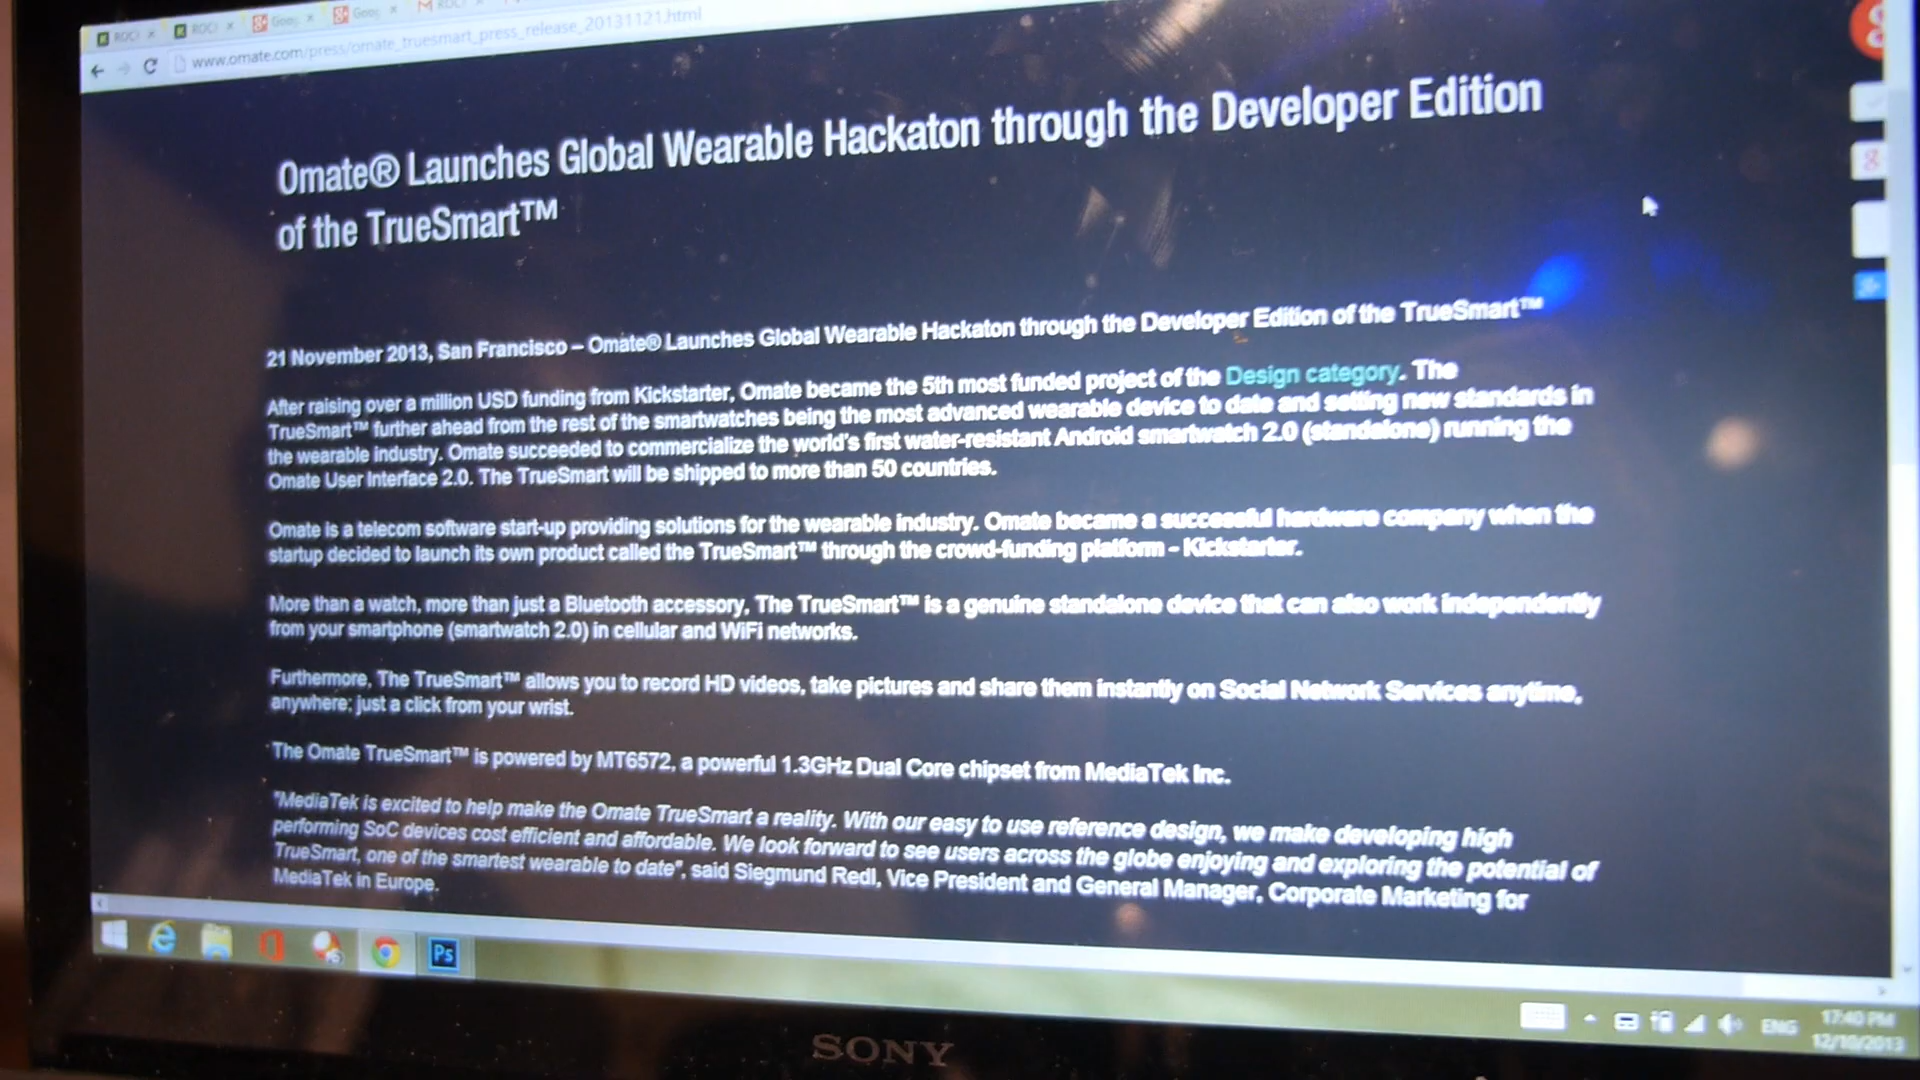 ROCK
ROCK
Goog
Goog
www.omate.com/press/omate_truesmart_press_release_20131121.html
Omate® Launches Global Wearable Hackaton through the Developer Edition
of the TrueSmart™
21 November 2013, San Francisco – Omate® Launches Global Wearable Hackaton through the Developer Edition of the TrueSmart™
After raising over a million USD funding from Kickstarter, Omate became the 5th most funded project of the Design category. The
TrueSmart™ further ahead from the rest of the smartwatches being the most advanced wearable device to date and setting new standards in
the wearable industry. Omate succeeded to commercialize the world's first water-resistant Android smartwatch 2.0 (standalone) running the
Omate User Interface 2.0. The TrueSmart will be shipped to more than 50 countries.
Omate is a telecom software start-up providing solutions for the wearable industry. Omate became a successful hardware company when the
startup decided to launch its own product called the TrueSmart™ through the crowd-funding platform - Kickstarter.
More than a watch, more than just a Bluetooth accessory, The TrueSmart™ is a genuine standalone device that can also work independently
from your smartphone (smartwatch 2.0) in cellular and WiFi networks.
Furthermore, The TrueSmart™ allows you to record HD videos, take pictures and share them instantly on Social Network Services anytime,
anywhere; just a click from your wrist.
The Omate TrueSmart™ is powered by MT6572, a powerful 1.3GHz Dual Core chipset from MediaTek Inc.
"MediaTek is excited to help make the Omate TrueSmart a reality. With our easy to use reference design, we make developing high
performing SoC devices cost efficient and affordable. We look forward to see users across the globe enjoying and exploring the potential of
TrueSmart, one of the smartest wearable to date", said Siegmund Redl, Vice President and General Manager, Corporate Marketing for
MediaTek in Europe.
Ps
ENG
17:40 PM
12/10/2013
SONY